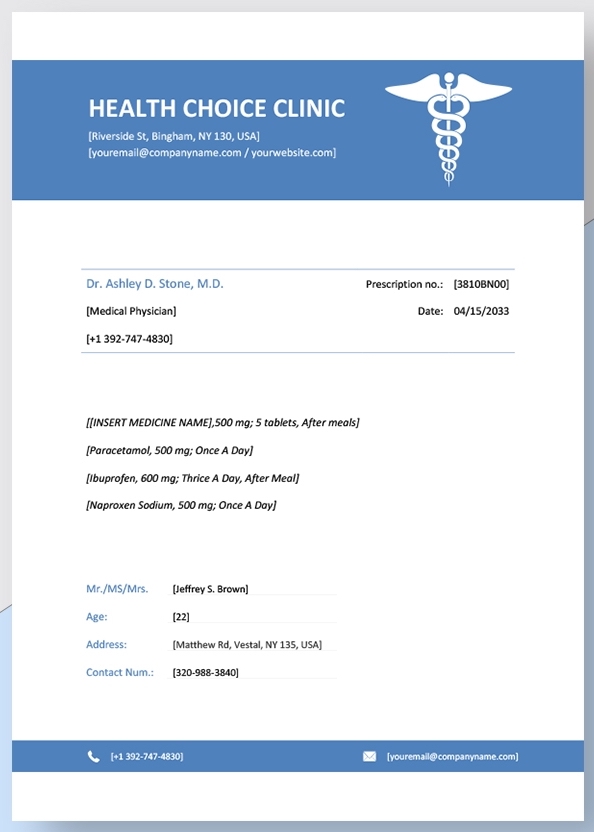 HEALTH CHOICE CLINIC
[Riverside St, Bingham, NY 130, USA]
[youremail@companyname.com / yourwebsite.com]
Dr. Ashley D. Stone, M.D. Prescription no.: [3810BN00]
[Medical Physician] Date: 04/15/2033
[+1 392-747-4830]
[[INSERT MEDICINE NAME],500 mg; 5 tablets, After meals]
[Paracetamol, 500 mg; Once A Day]
[Ibuprofen, 600 mg; Thrice A Day, After Meal]
[Naproxen Sodium, 500 mg; Once A Day]
Mr./MS/Mrs. [Jeffrey S. Brown]
Age: [22]
Address: [Matthew Rd, Vestal, NY 135, USA]
Contact Num.: [320-988-3840]
[+1 392-747-4830] [youremail@companyname.com]